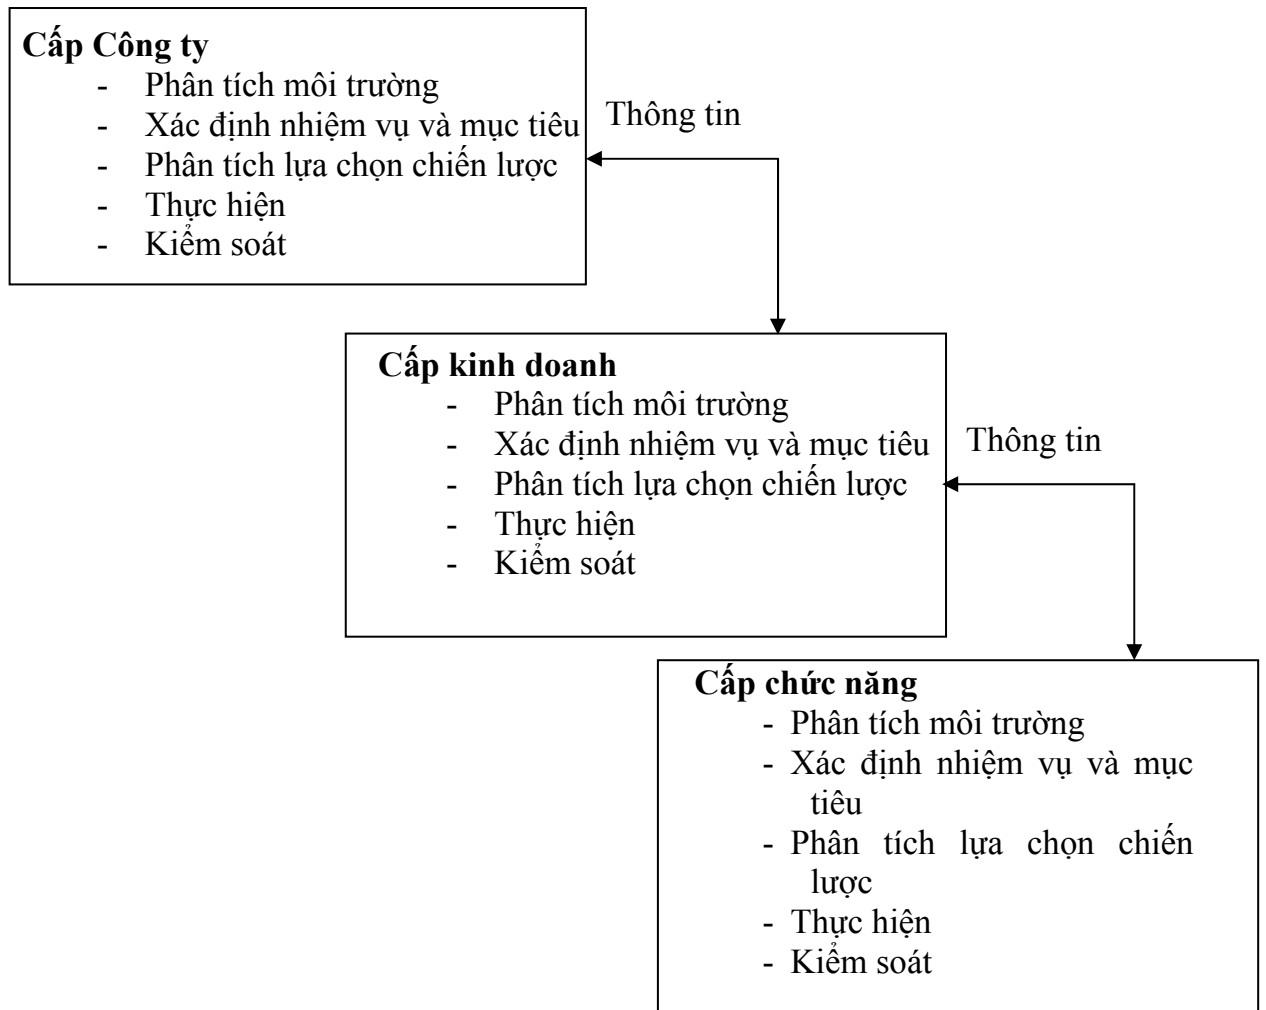 Cấp Công ty
- Phân tích môi trường
- Xác định nhiệm vụ và mục tiêu
- Phân tích lựa chọn chiến lược
- Thực hiện
- Kiểm soát
Thông tin
Cấp kinh doanh
- Phân tích môi trường
- Xác định nhiệm vụ và mục tiêu
- Phân tích lựa chọn chiến lược
- Thực hiện
- Kiểm soát
Thông tin
Cấp chức năng
- Phân tích môi trường
- Xác định nhiệm vụ và mục
tiêu
- Phân tích lựa chọn chiến
lược
- Thực hiện
- Kiểm soát